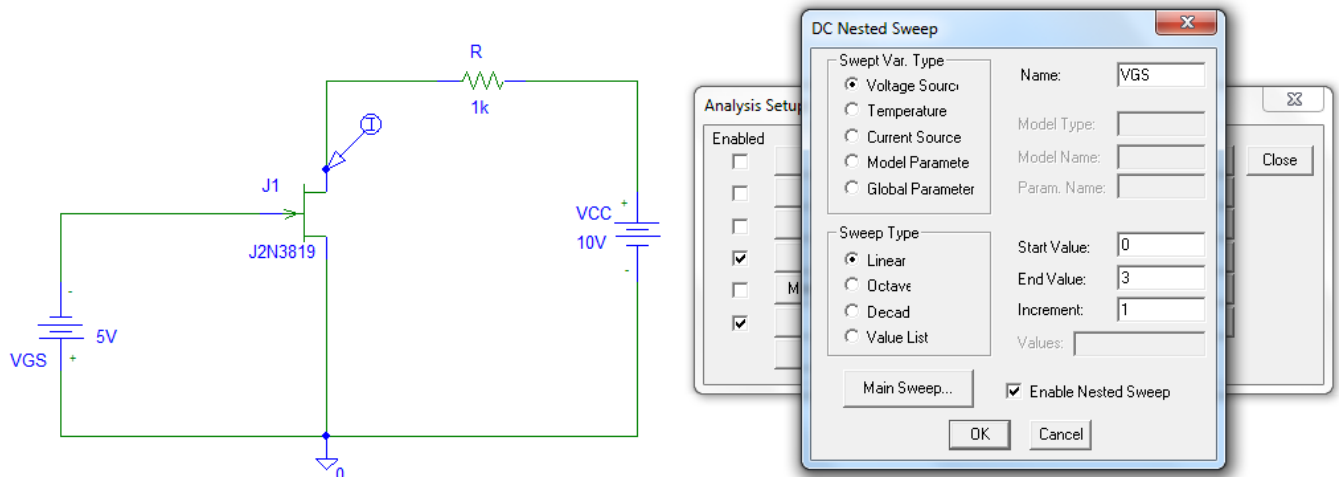 R
1k
I
J1
J2N3819
VCC
+
10V
-
-
5V
VGS
+
0
Analysis Setup
Enabled
M
Close
DC Nested Sweep
Swept Var. Type
Voltage Sourc
Temperature
Current Source
Model Paramete
Global Parameter
Name:
VGS
Model Type:
Model Name:
Param. Name:
Sweep Type
Linear
Octave
Decad
Value List
Start Value:
0
End Value:
3
Increment:
1
Values:
Main Sweep...
Enable Nested Sweep
OK
Cancel